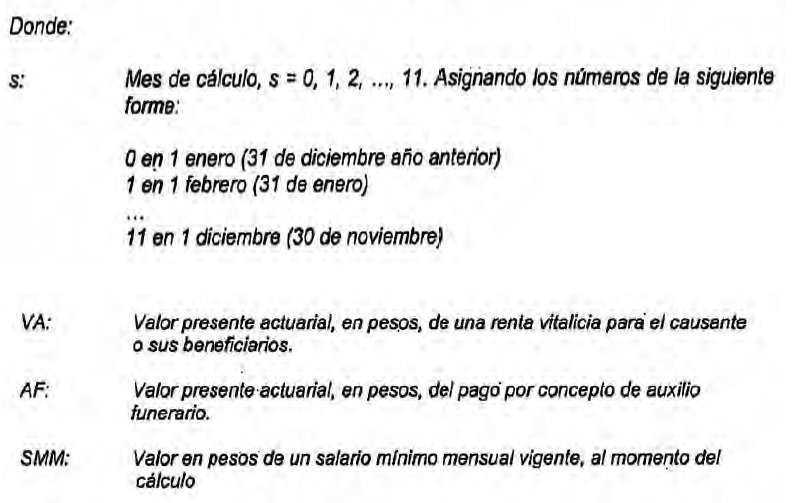 Donde:
s: Mes de cálculo, s = 0, 1, 2, ..., 11. Asignando los números de la siguiente
forma:
0 en 1 enero (31 de diciembre año anterior)
1 en 1 febrero (31 de enero)
...
11 en 1 diciembre (30 de noviembre)
VA: Valor presente actuarial, en pesos, de una renta vitalicia para el causante
o sus beneficiarios.
AF: Valor presente actuarial, en pesos, del pago por concepto de auxilio
funerario.
SMM: Valor en pesos de un salario mínimo mensual vigente, al momento del
cálculo